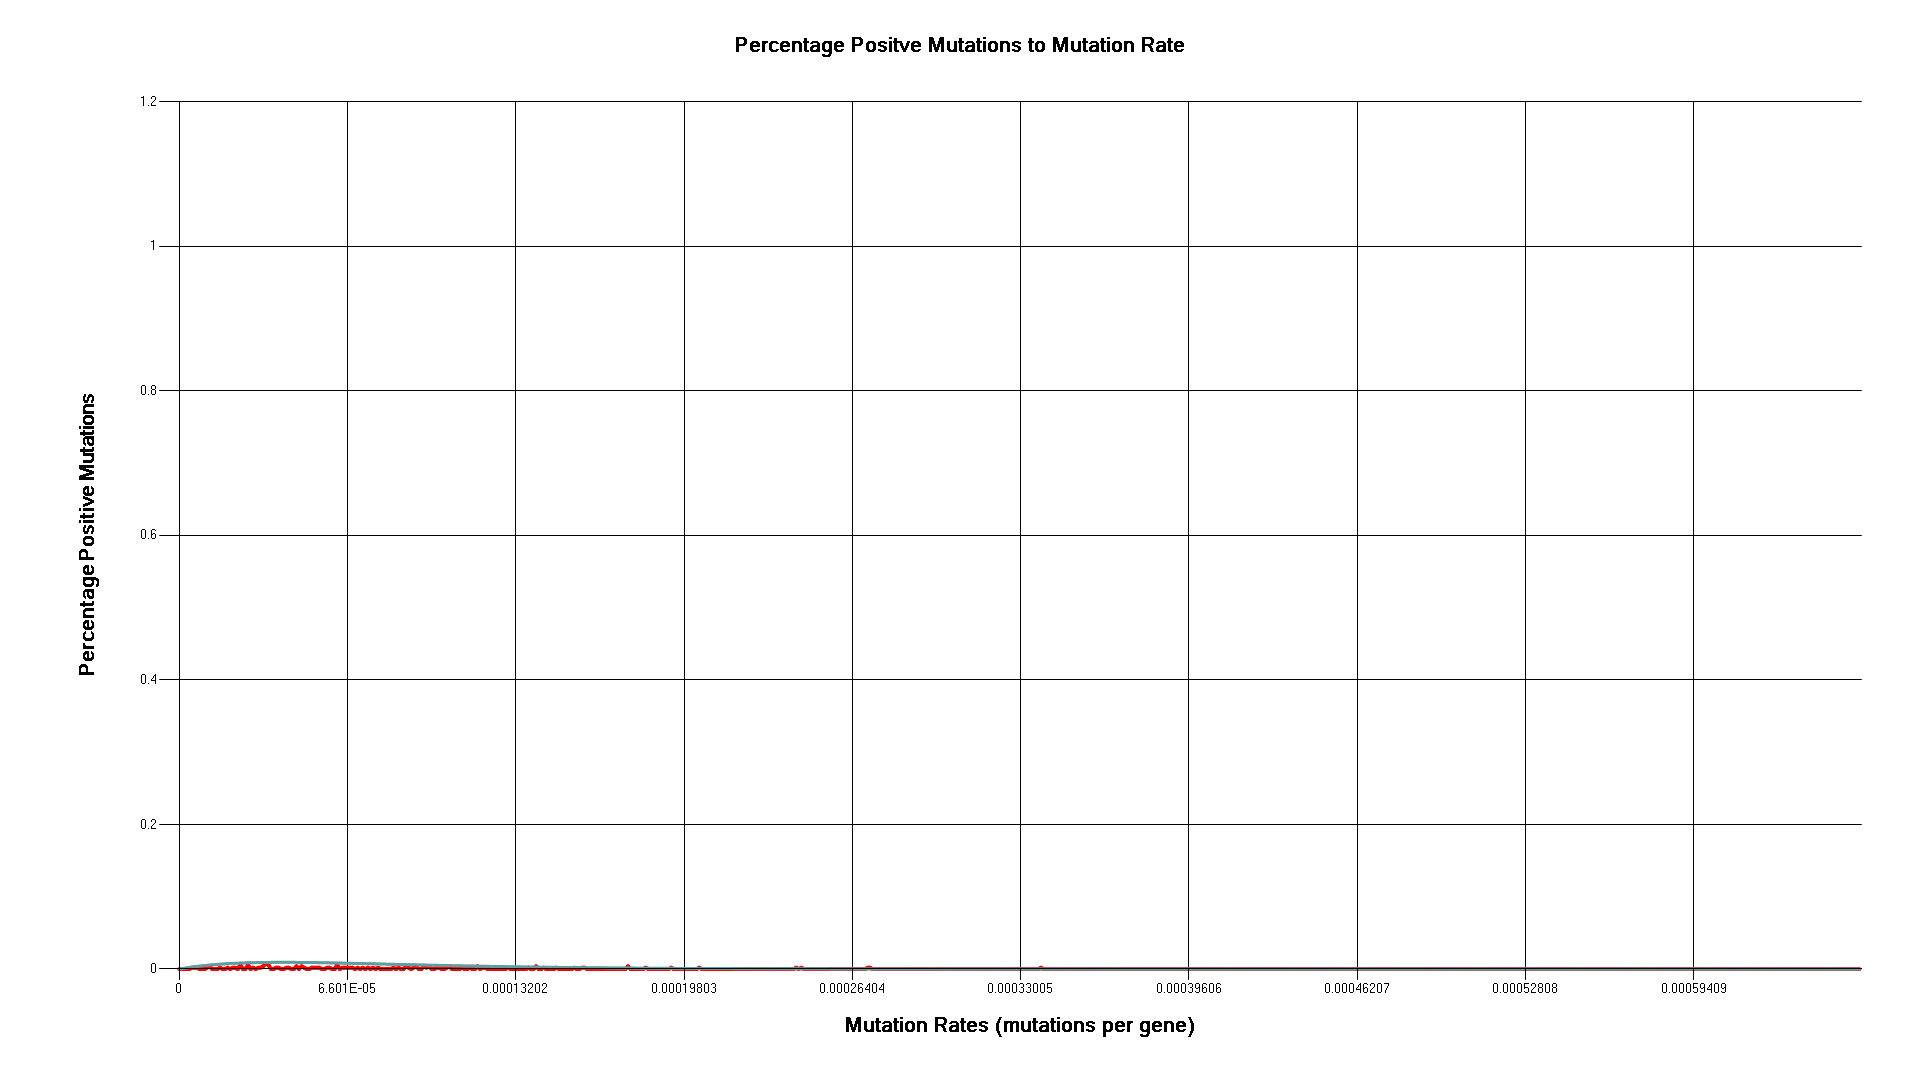 Percentage Positve Mutations to Mutation Rate
1.2
1
0.8
0.6
0.4
0.2
0
Percentage Positive Mutations
0 6.601E-05 0.00013202 0.00019803 0.00026404 0.00033005 0.00039606 0.00046207 0.00052808 0.00059409
Mutation Rates (mutations per gene)